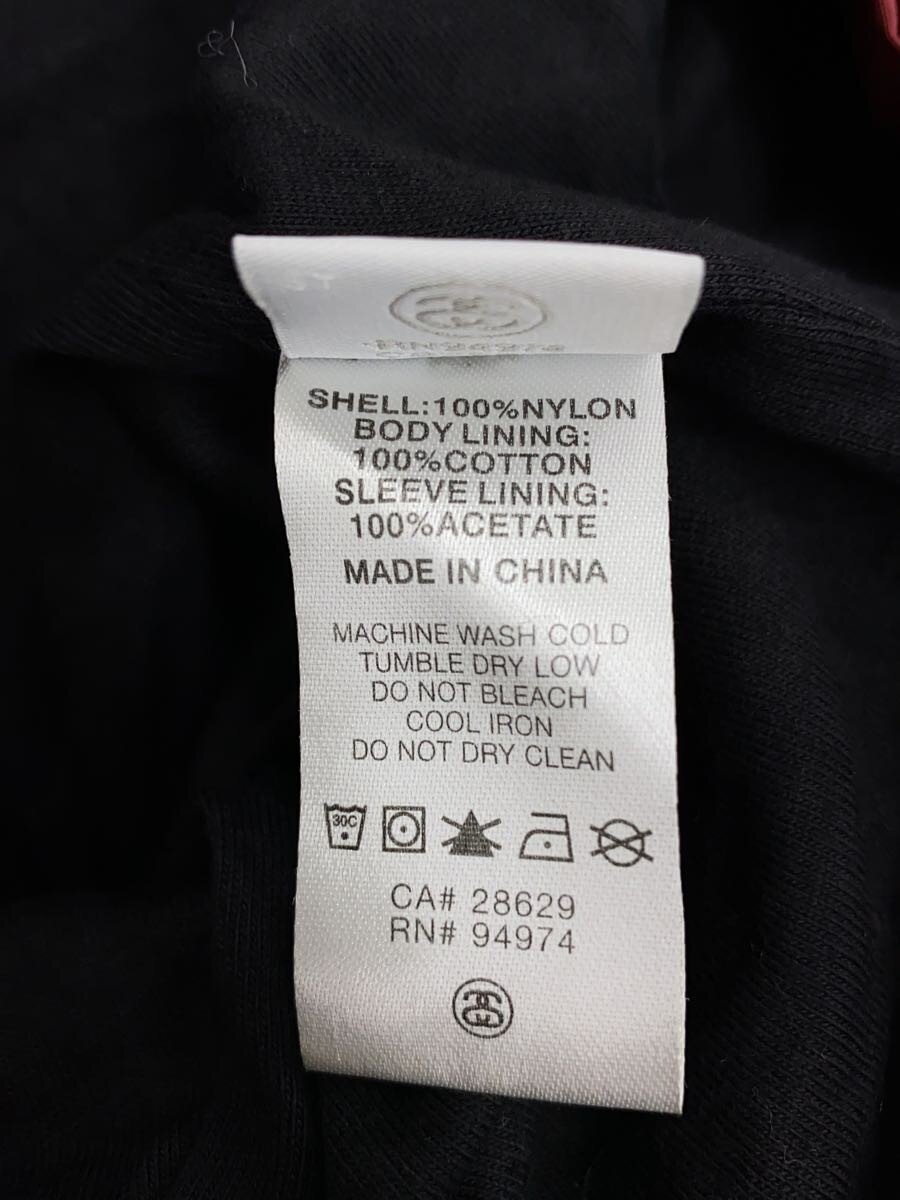 SHELL:100%NYLON
BODY LINING:
100%COTTON
SLEEVE LINING:
100%ACETATE
MADE IN CHINA
MACHINE WASH COLD
TUMBLE DRY LOW
DO NOT BLEACH
COOL IRON
DO NOT DRY CLEAN
30C
CA# 28629
RN# 94974